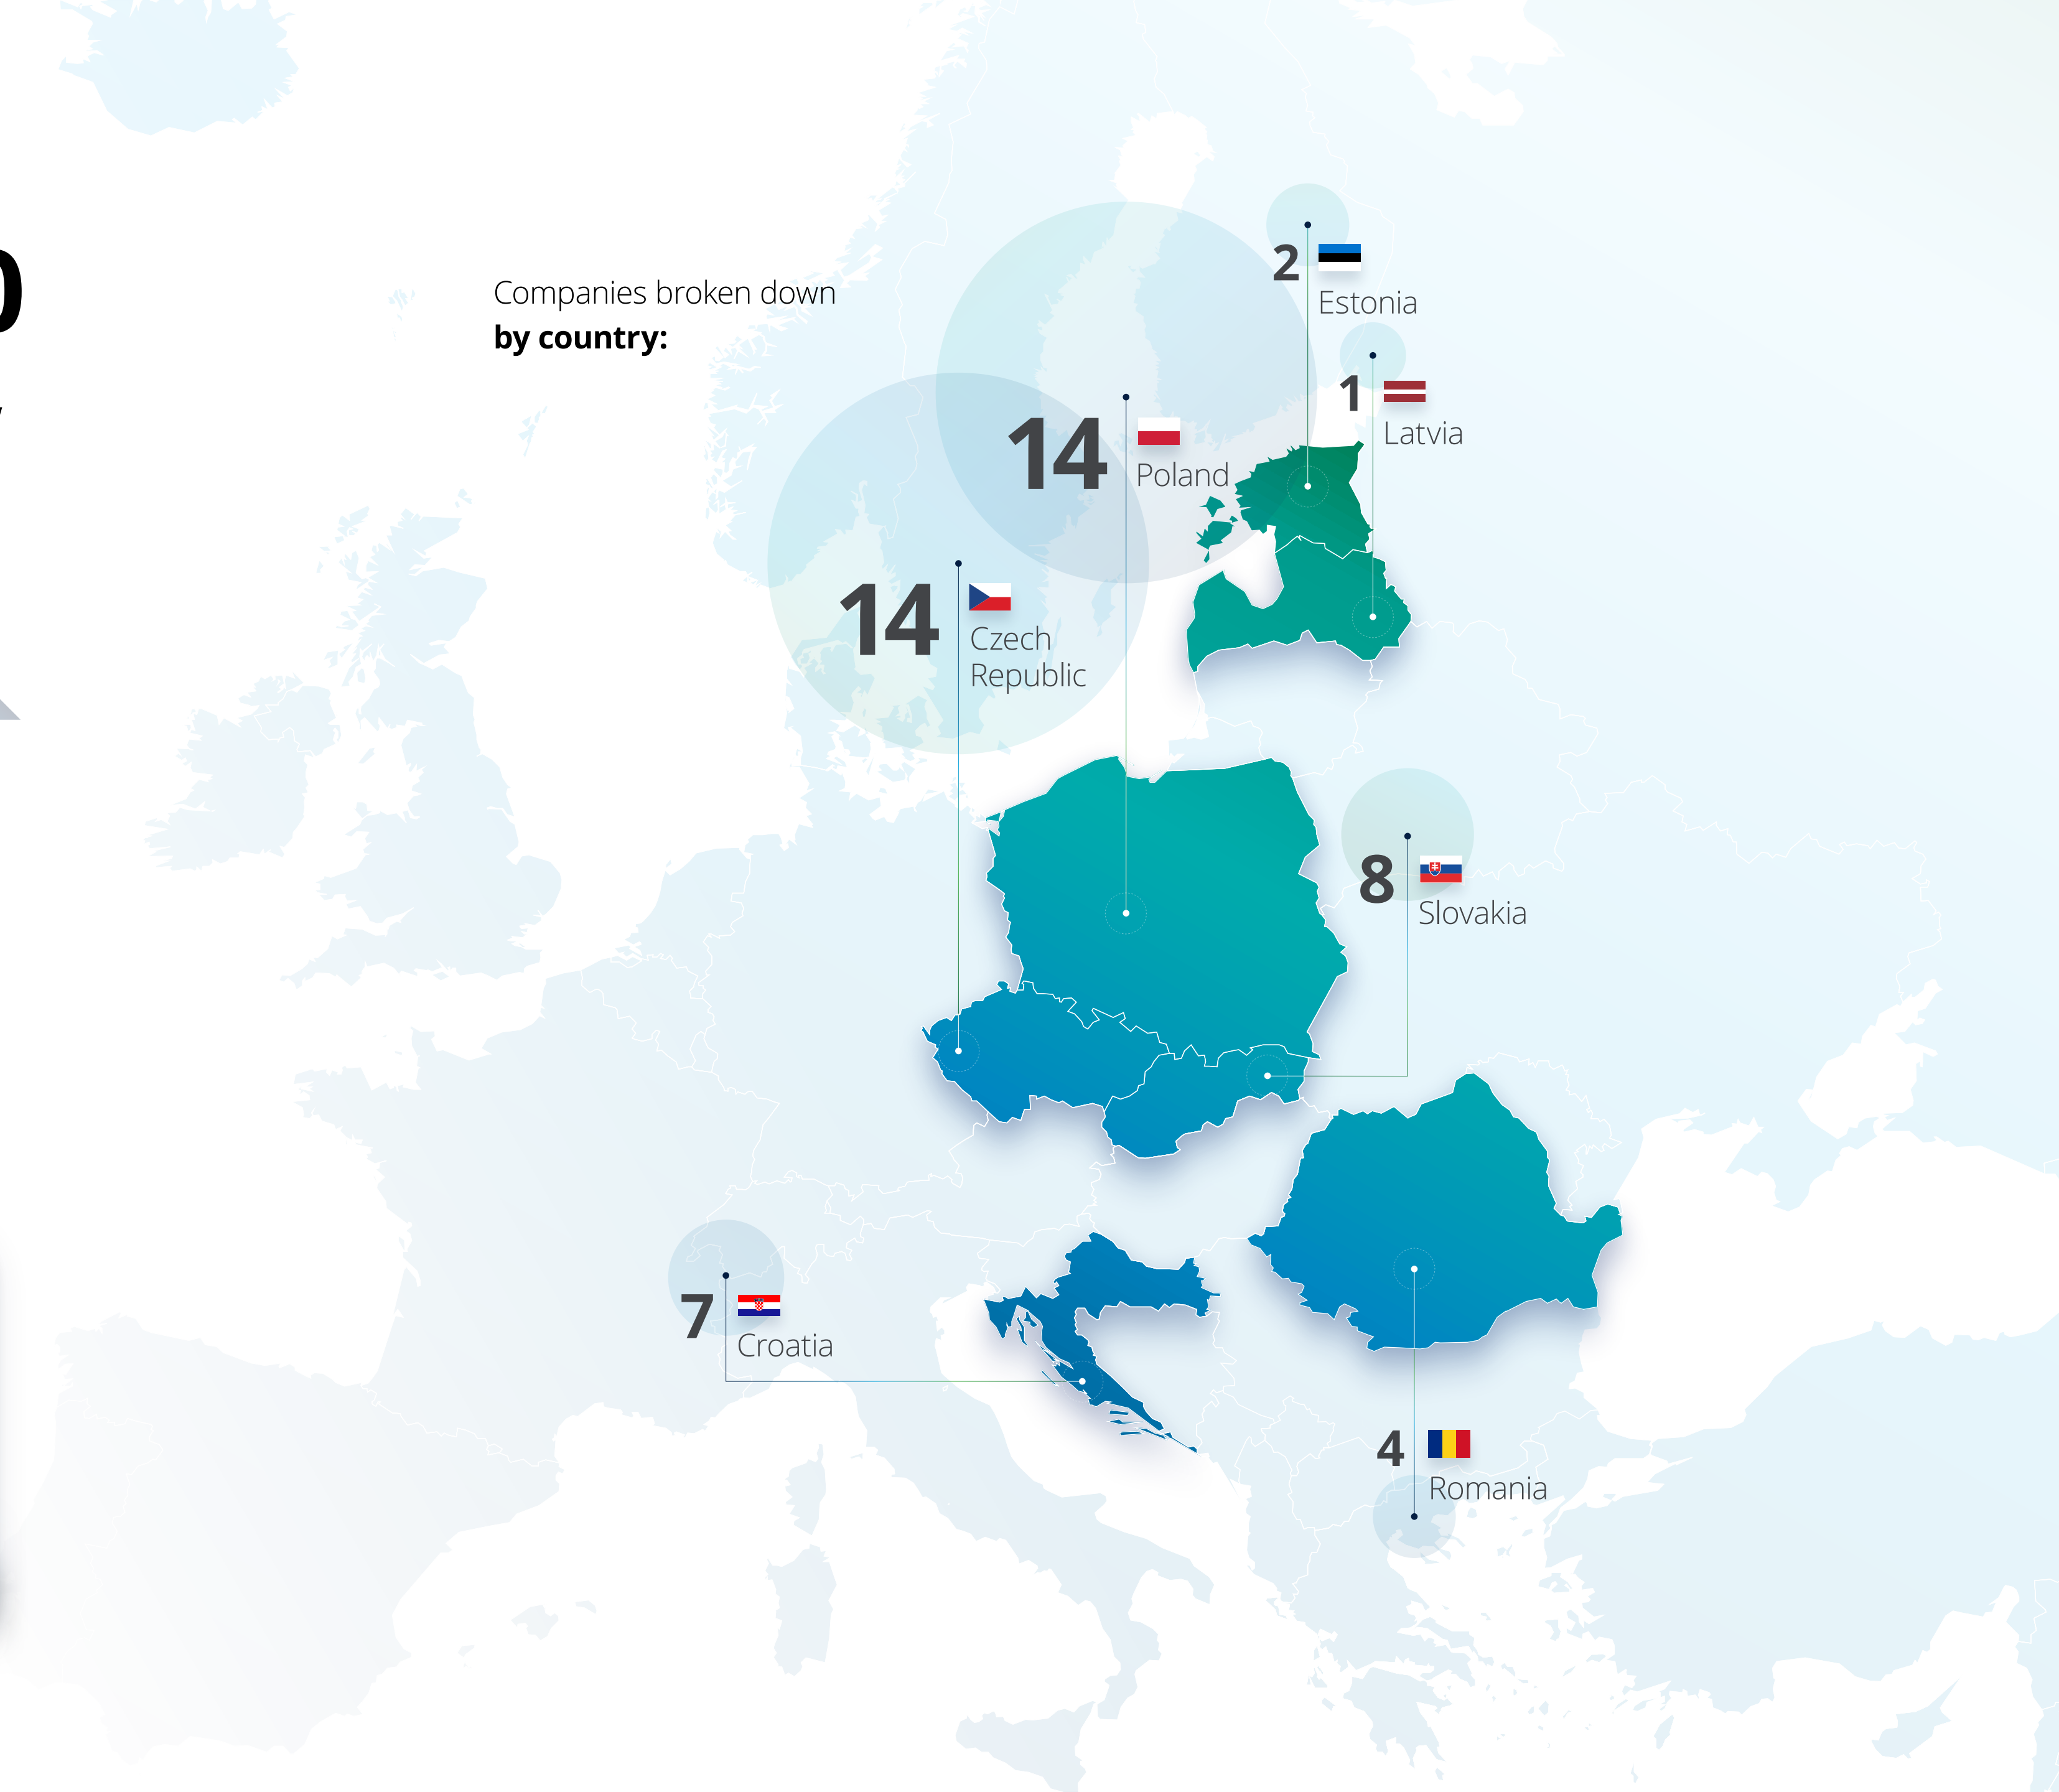 0
Companies broken down
by country:
2
Estonia
1
Latvia
14
Poland
14
Czech
Republic
8
Slovakia
7
Croatia
4
Romania